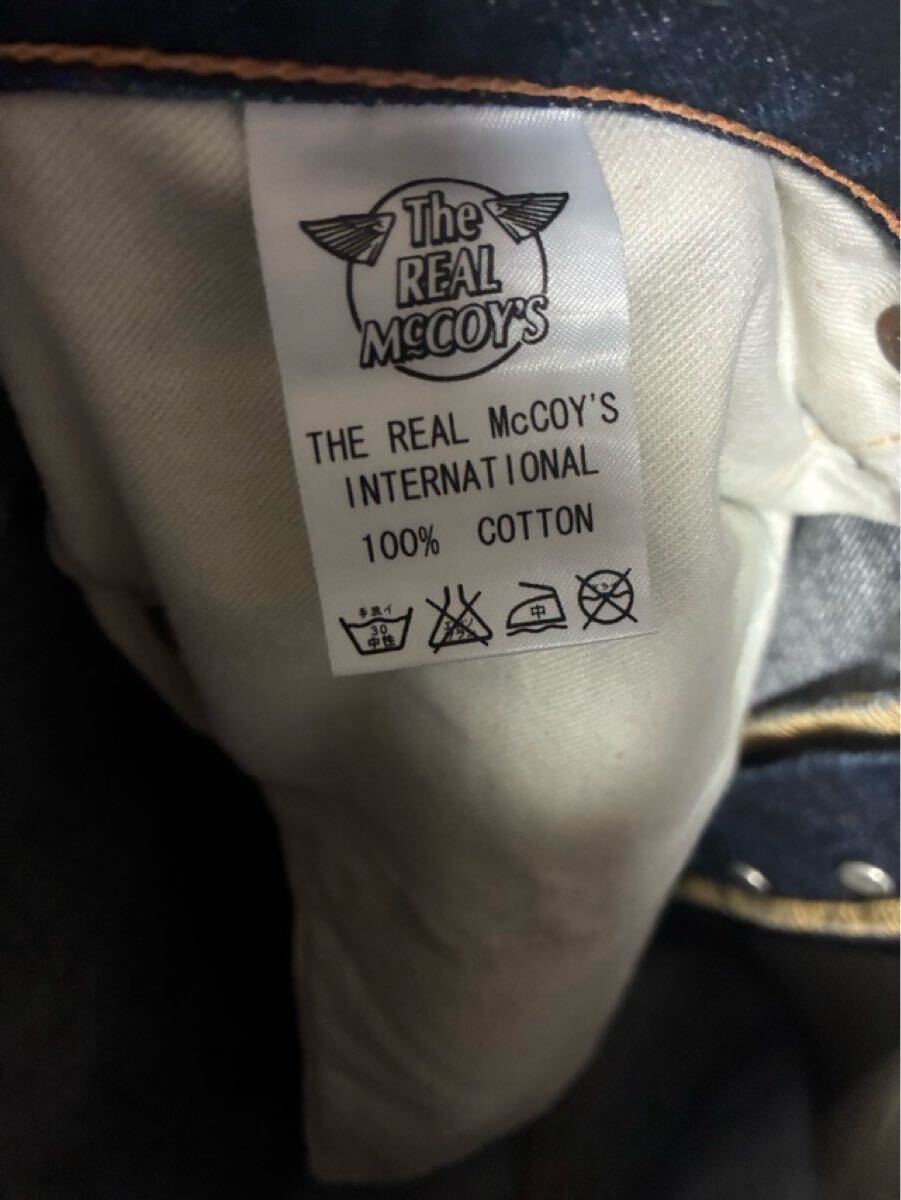 The
REAL
McCOY'S
THE REAL McCOY'S
INTERNATIONAL
100% COTTON
手洗イ
30
中性
中